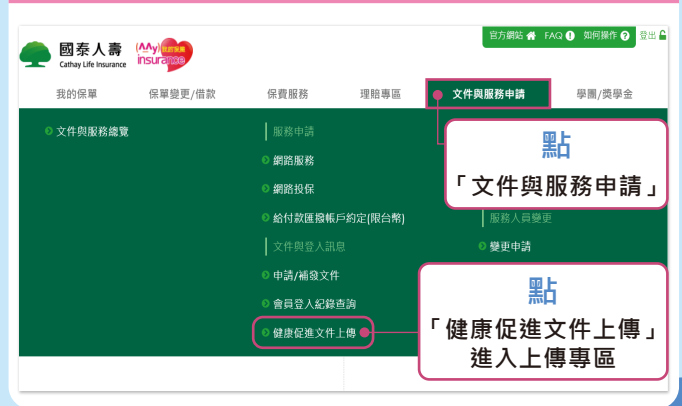 官方網站 FAQ 如何操作 登出
國泰人壽
Cathay Life Insurance
(My)我的保險
insurance
我的保單 保單變更/借款 保費服務 理賠專區 文件與服務申請 學團/獎學金
文件與服務總覽
服務申請
網路服務
網路投保
給付款匯撥帳戶約定(限台幣)
文件與登入訊息
申請/補發文件
會員登入紀錄查詢
健康促進文件上傳
服務人員變更
變更申請
點
「文件與服務申請」
點
「健康促進文件上傳」
進入上傳專區